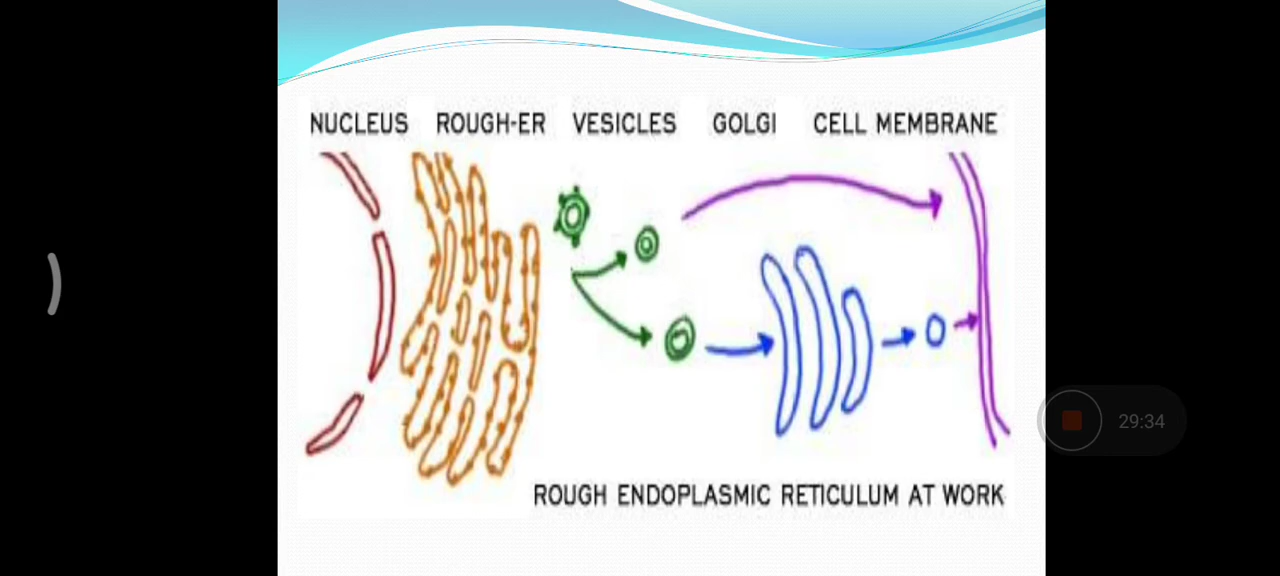 NUCLEUS ROUGH-ER VESICLES GOLGI CELL MEMBRANE
ROUGH ENDOPLASMIC RETICULUM AT WORK
29:34